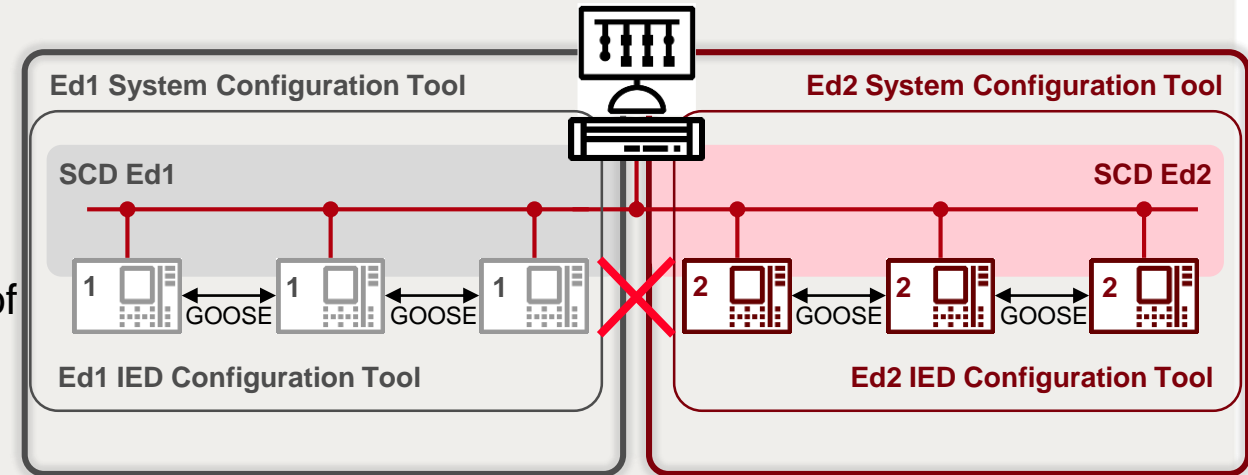 Ed1 System Configuration Tool
Ed2 System Configuration Tool
SCD Ed1
SCD Ed2
of
1
1
1
2
2
2
GOOSE
GOOSE
GOOSE
GOOSE
Ed1 IED Configuration Tool
Ed2 IED Configuration Tool